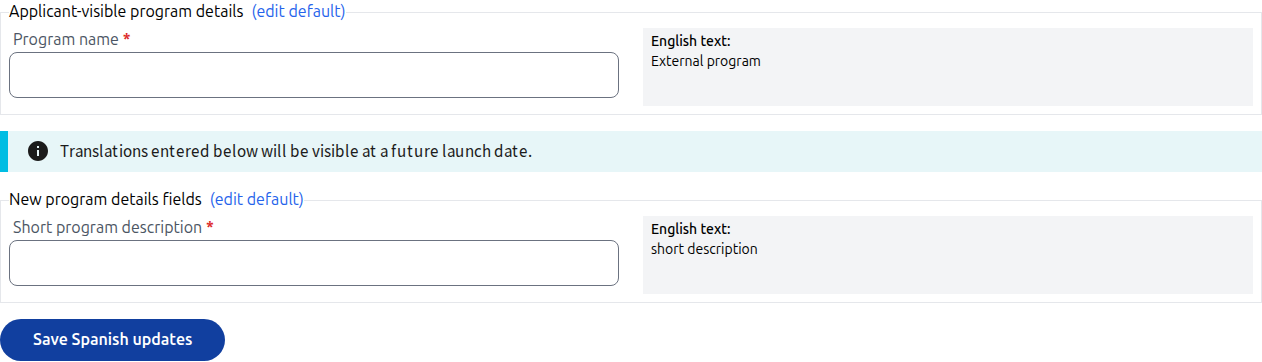 Applicant-visible program details (edit default)
Program name *
English text:
External program
Translations entered below will be visible at a future launch date.
New program details fields (edit default)
Short program description *
English text:
short description
Save Spanish updates